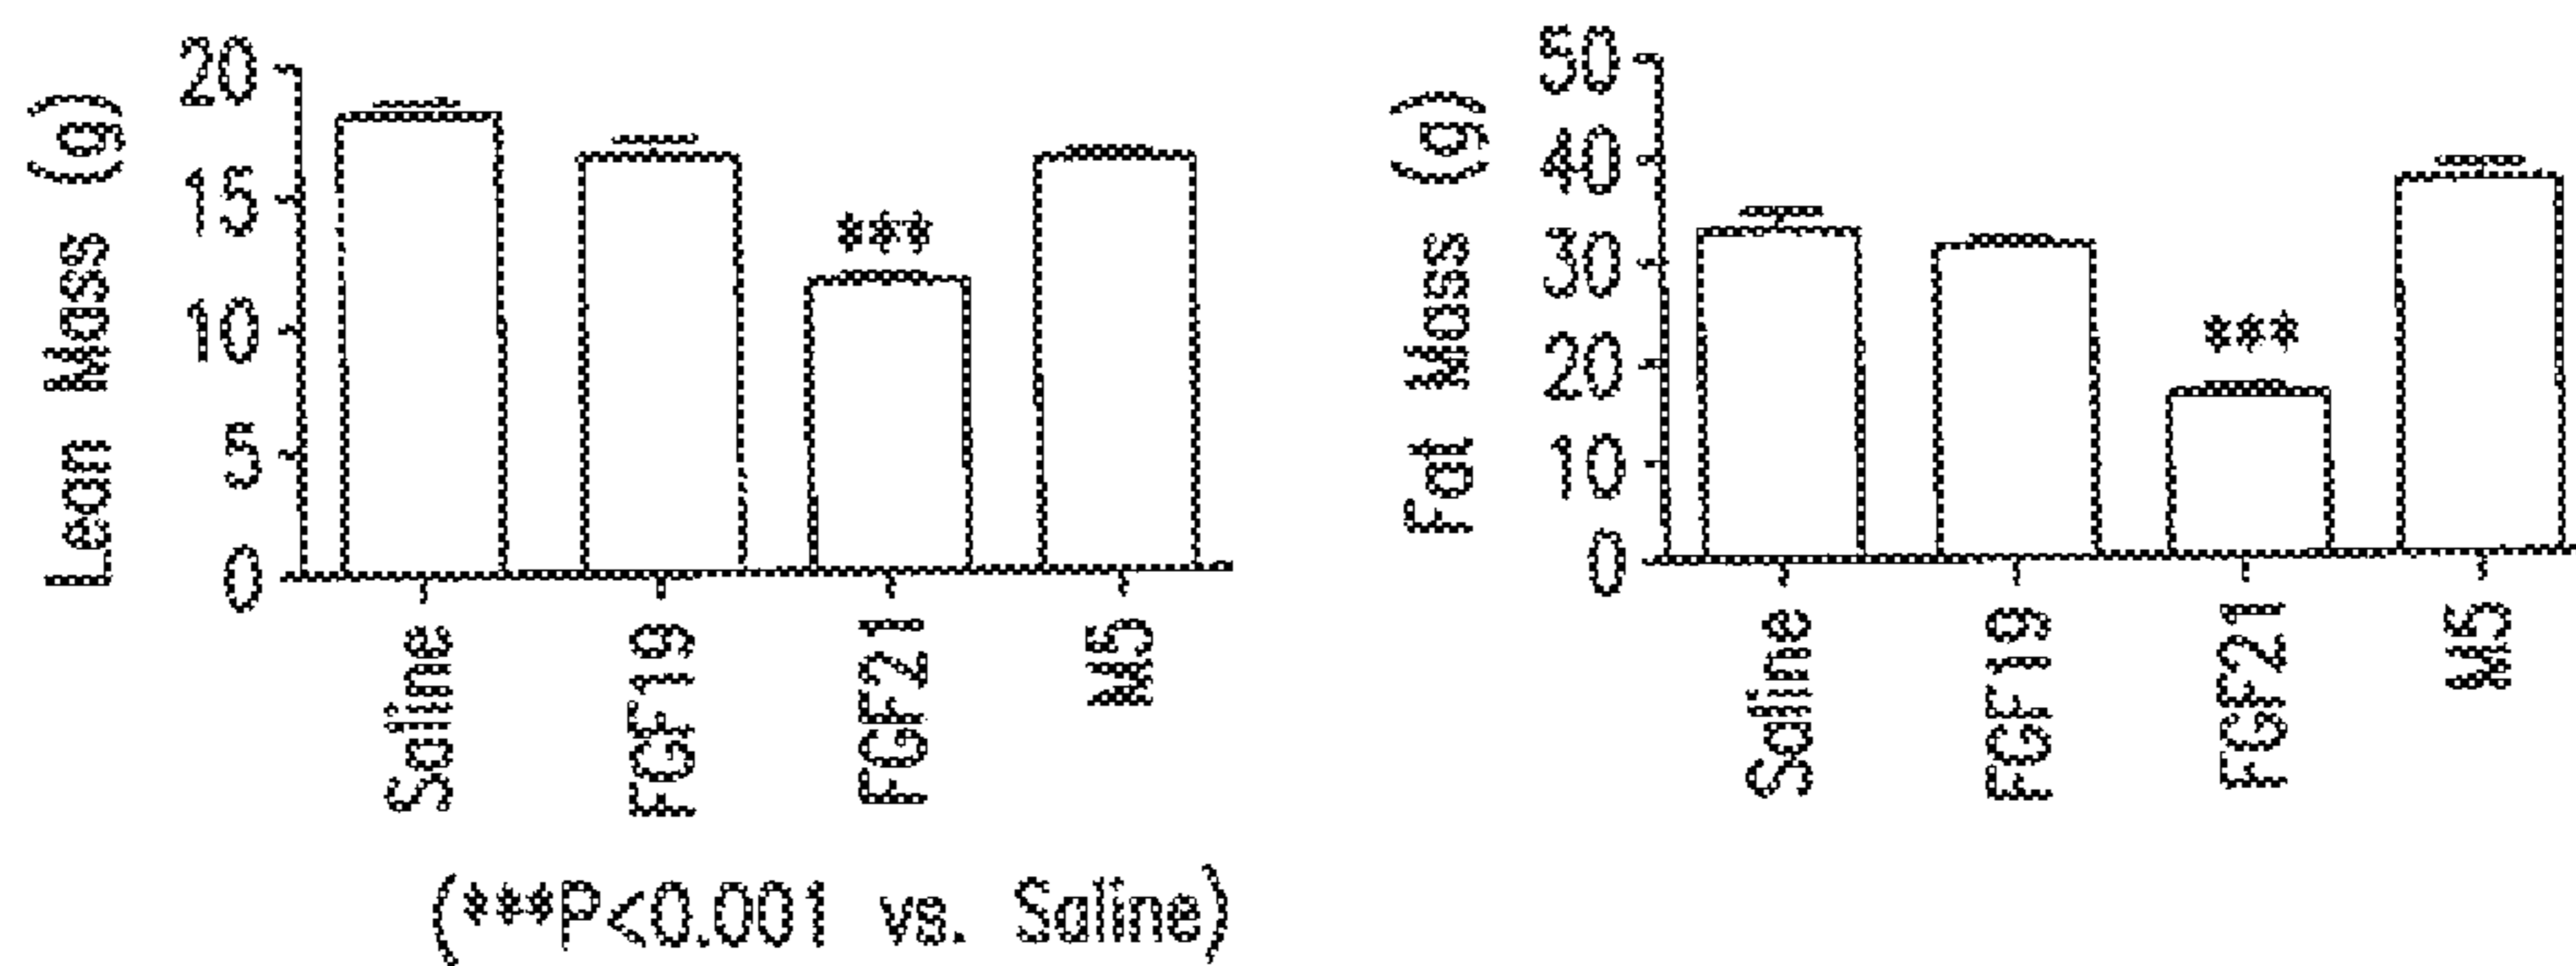 Lean Mass (g)
20
15
10
5
0
***
Saline
FGF19
FGF21
M5
(***P<0.001 vs. Saline)
Fat Mass (g)
50
40
30
20
10
0
***
Saline
FGF19
FGF21
M5